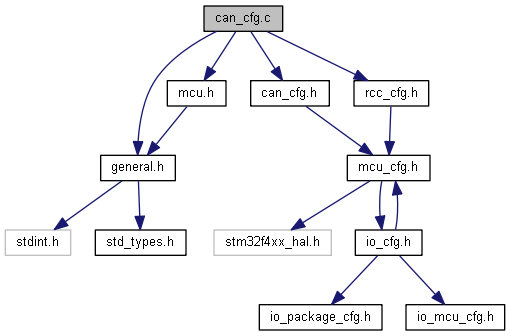 can_cfg.c
mcu.h
can_cfg.h
rcc_cfg.h
general.h
mcu_cfg.h
stdint.h
std_types.h
stm32f4xx_hal.h
io_cfg.h
io_package_cfg.h
io_mcu_cfg.h